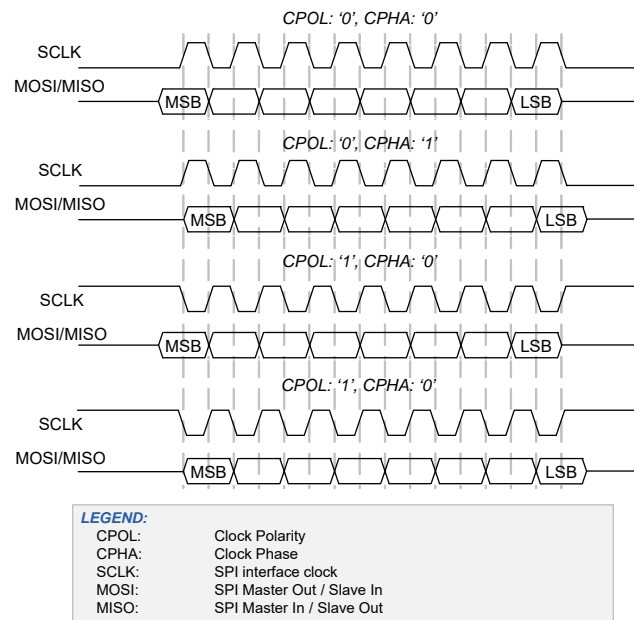 CPOL: ‘0’, CPHA: ‘0’
SCLK
MOSI/MISO
MSB LSB
CPOL: ‘0’, CPHA: ‘1’
SCLK
MOSI/MISO
MSB LSB
CPOL: ‘1’, CPHA: ‘0’
SCLK
MOSI/MISO
MSB LSB
CPOL: ‘1’, CPHA: ‘0’
SCLK
MOSI/MISO
MSB LSB
LEGEND:
CPOL: Clock Polarity
CPHA: Clock Phase
SCLK: SPI interface clock
MOSI: SPI Master Out / Slave In
MISO: SPI Master In / Slave Out